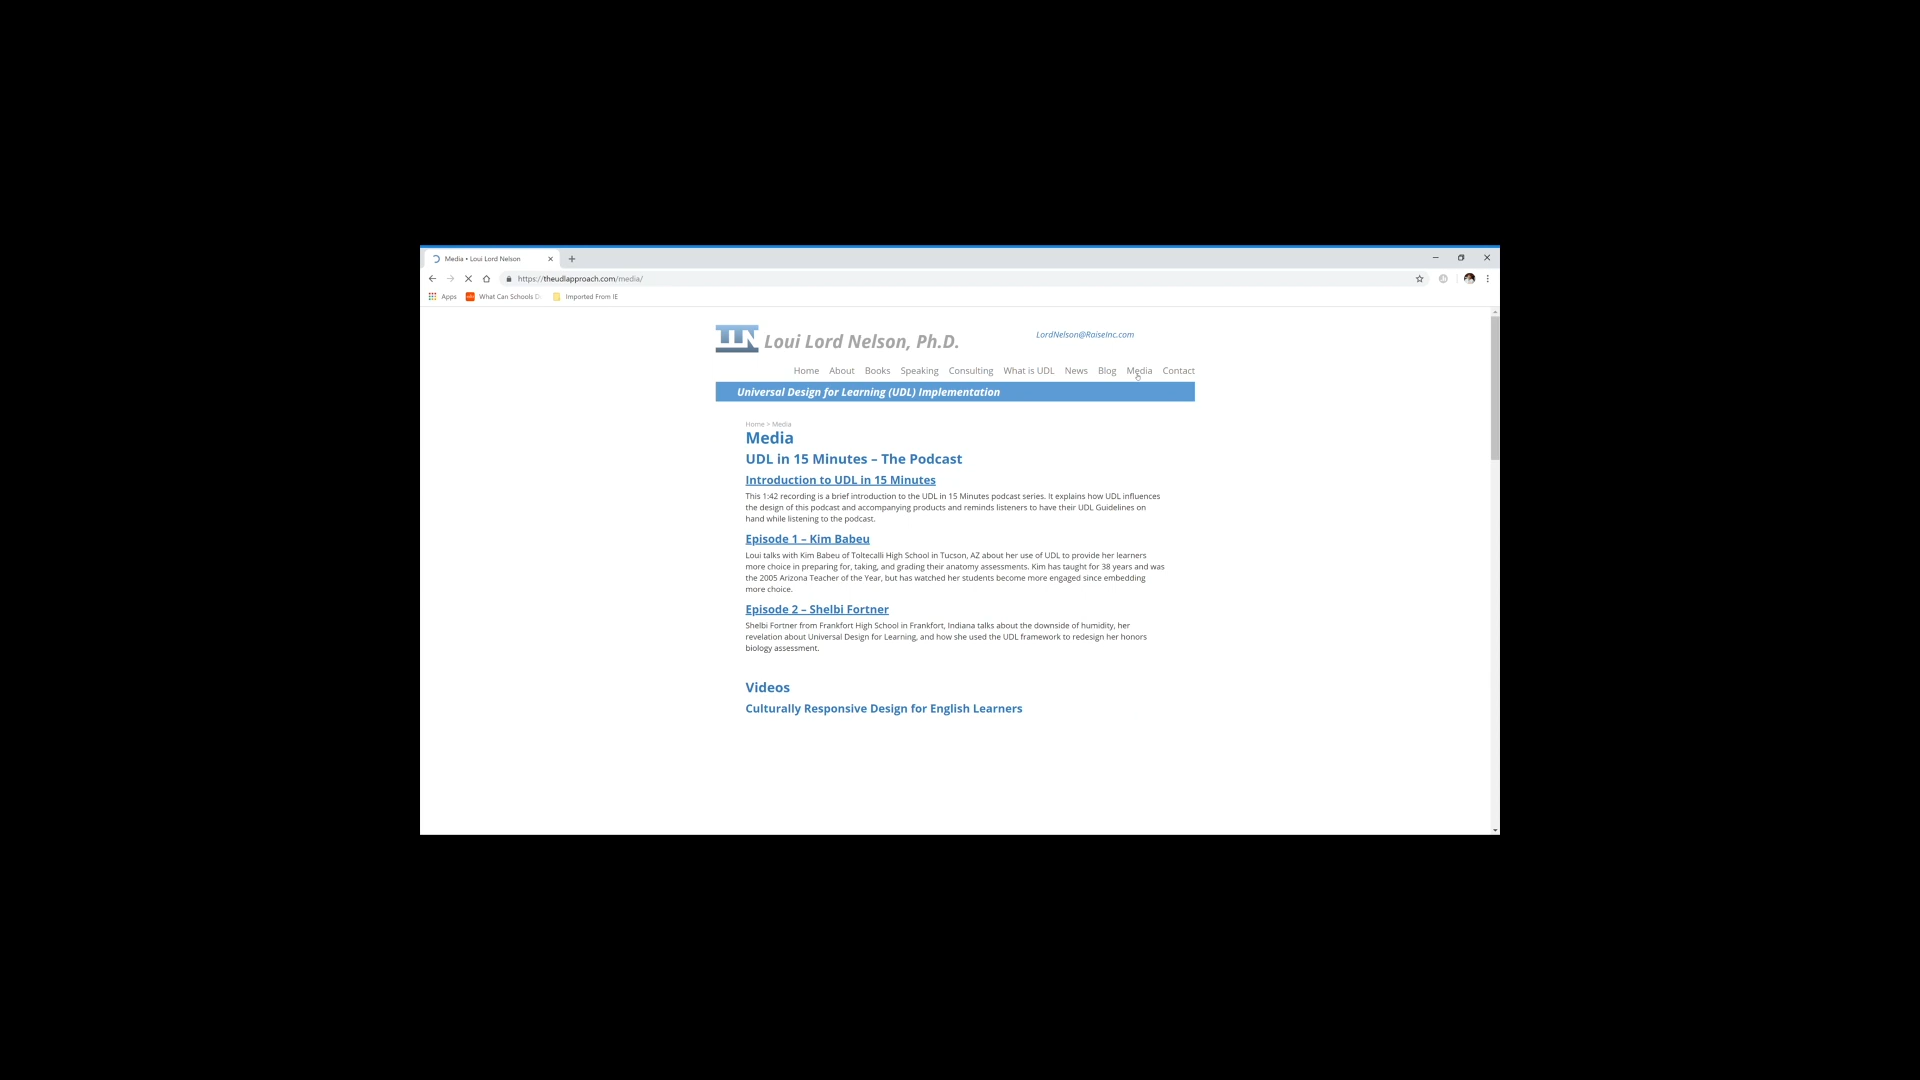 Media • Loui Lord Nelson
https://theudlapproach.com/media/
Apps What Can Schools D Imported From IE
LLN Loui Lord Nelson, Ph.D.
LordNelson@RaiseInc.com
Home About Books Speaking Consulting What is UDL News Blog Media Contact
Universal Design for Learning (UDL) Implementation
Home > Media
Media
UDL in 15 Minutes – The Podcast
Introduction to UDL in 15 Minutes
This 1:42 recording is a brief introduction to the UDL in 15 Minutes podcast series. It explains how UDL influences
the design of this podcast and accompanying products and reminds listeners to have their UDL Guidelines on
hand while listening to the podcast.
Episode 1 – Kim Babeu
Loui talks with Kim Babeu of Toltecalli High School in Tucson, AZ about her use of UDL to provide her learners
more choice in preparing for, taking, and grading their anatomy assessments. Kim has taught for 38 years and was
the 2005 Arizona Teacher of the Year, but has watched her students become more engaged since embedding
more choice.
Episode 2 – Shelbi Fortner
Shelbi Fortner from Frankfort High School in Frankfort, Indiana talks about the downside of humidity, her
revelation about Universal Design for Learning, and how she used the UDL framework to redesign her honors
biology assessment.
Videos
Culturally Responsive Design for English Learners